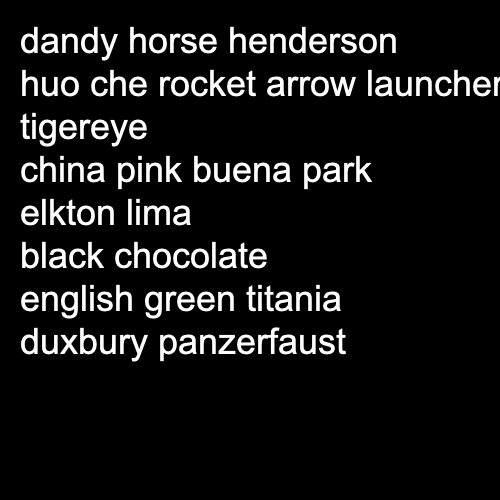 dandy horse henderson
huo che rocket arrow launcher
tigereye
china pink buena park
elkton lima
black chocolate
english green titania
duxbury panzerfaust